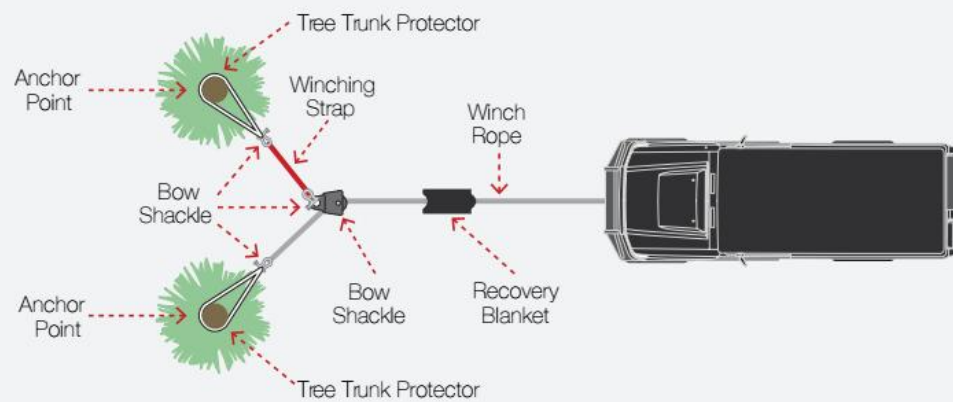 Tree Trunk Protector
Anchor
Point
Winching
Strap
Winch
Rope
Bow
Shackle
Anchor
Point
Bow
Shackle
Recovery
Blanket
Tree Trunk Protector